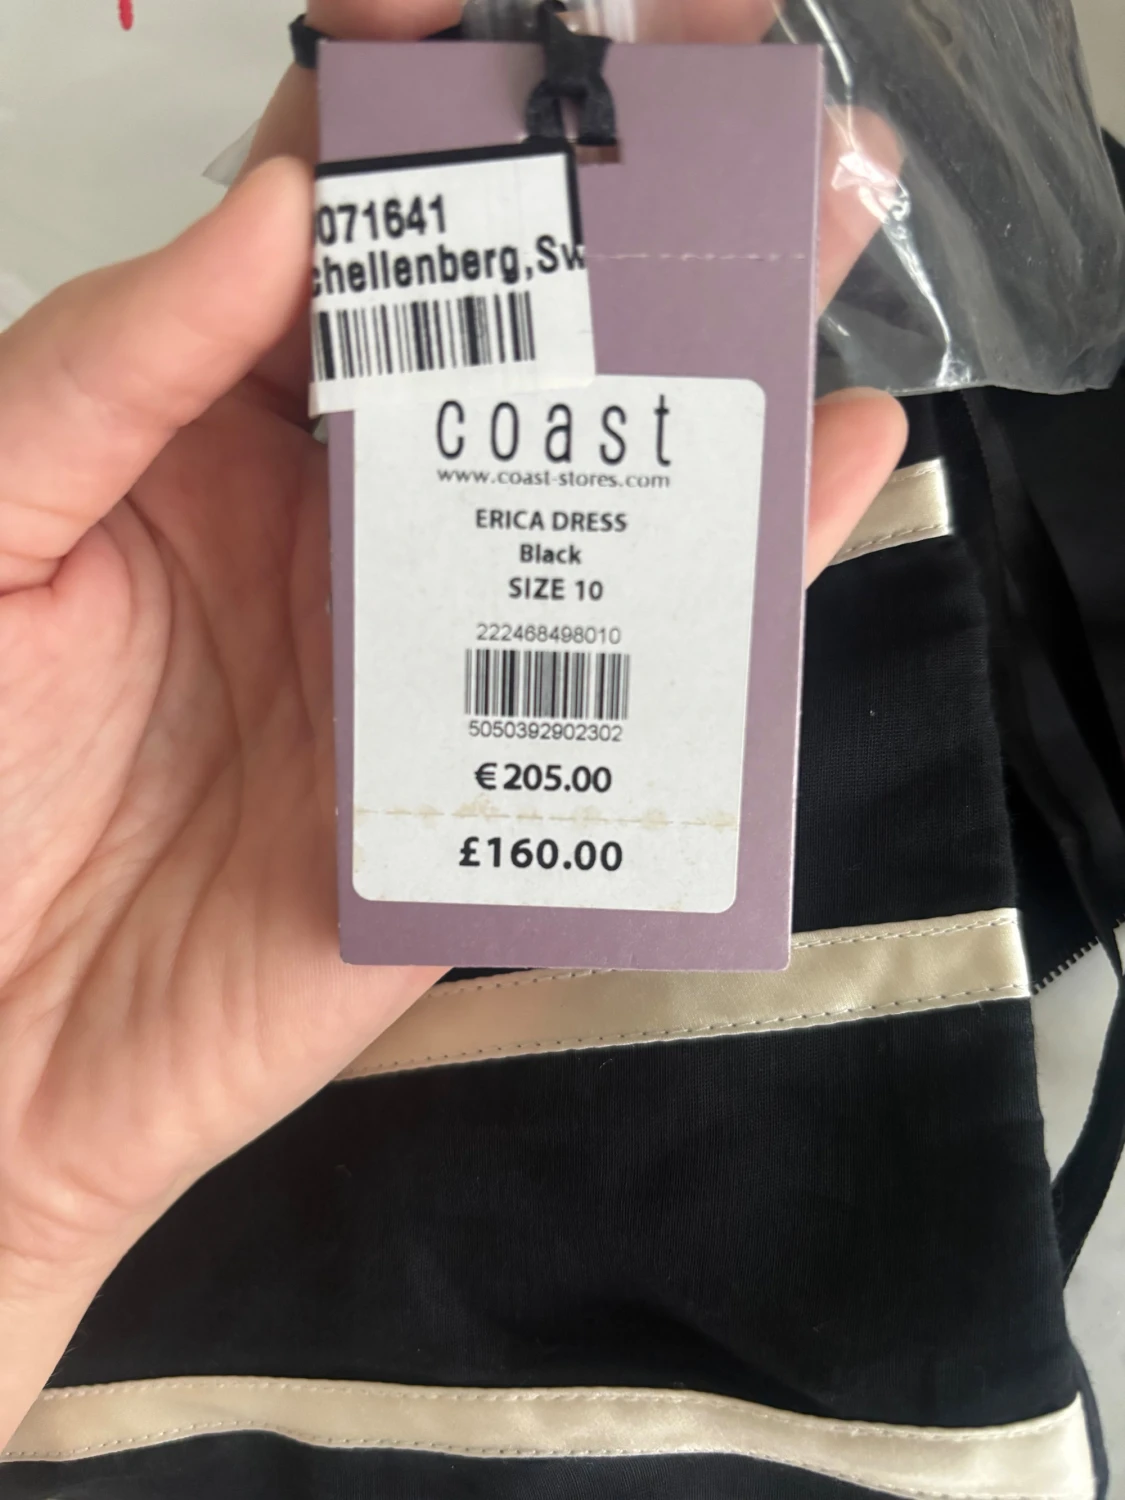 071641
chellenberg,Sw
coast
www.coast-stores.com
ERICA DRESS
Black
SIZE 10
222468498010
5050392902302
€205.00
£160.00